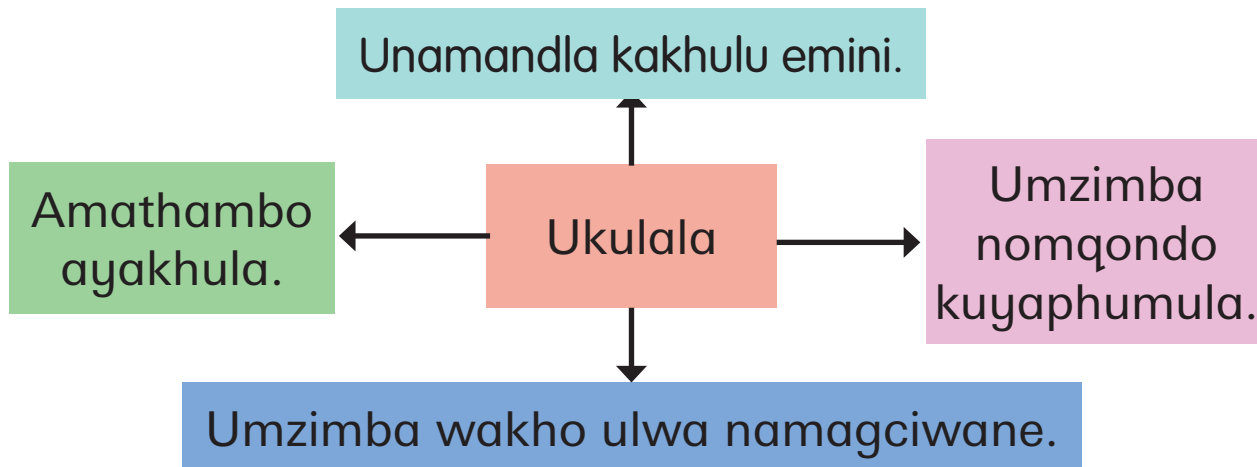 Unamandla kakhulu emini.
Amathambo
ayakhula.
Ukulala
Umzimba
nomqondo
kuyaphumula.
Umzimba wakho ulwa namagciwane.